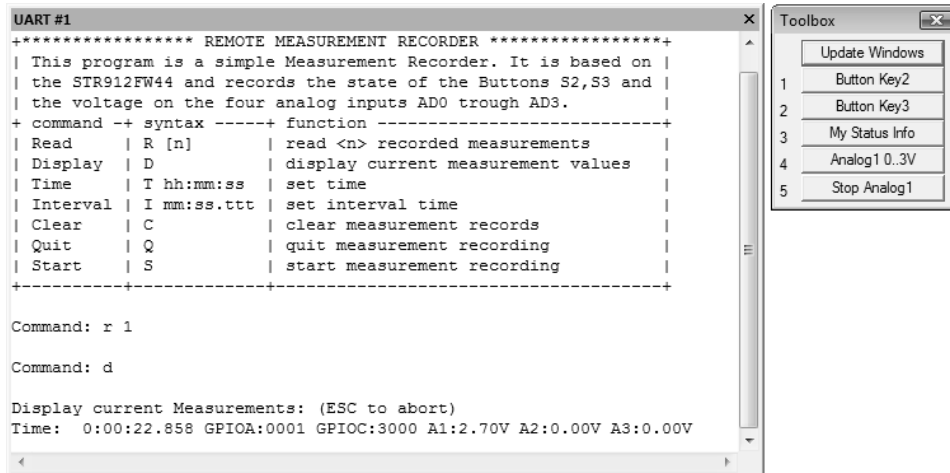 UART #1
+***************** REMOTE MEASUREMENT RECORDER *****************+
| This program is a simple Measurement Recorder. It is based on |
| the STR912FW44 and records the state of the Buttons S2,S3 and |
| the voltage on the four analog inputs AD0 trough AD3. |
+ command -+ syntax -----+ function ----------------------------+
| Read | R [n] | read <n> recorded measurements |
| Display | D | display current measurement values |
| Time | T hh:mm:ss | set time |
| Interval | I mm:ss.ttt | set interval time |
| Clear | C | clear measurement records |
| Quit | Q | quit measurement recording |
| Start | S | start measurement recording |
+----------+-------------+--------------------------------------+
Command: r 1
Command: d
Display current Measurements: (ESC to abort)
Time: 0:00:22.858 GPIOA:0001 GPIOC:3000 A1:2.70V A2:0.00V A3:0.00V
Toolbox
Update Windows
1 Button Key2
2 Button Key3
3 My Status Info
4 Analog1 0..3V
5 Stop Analog1